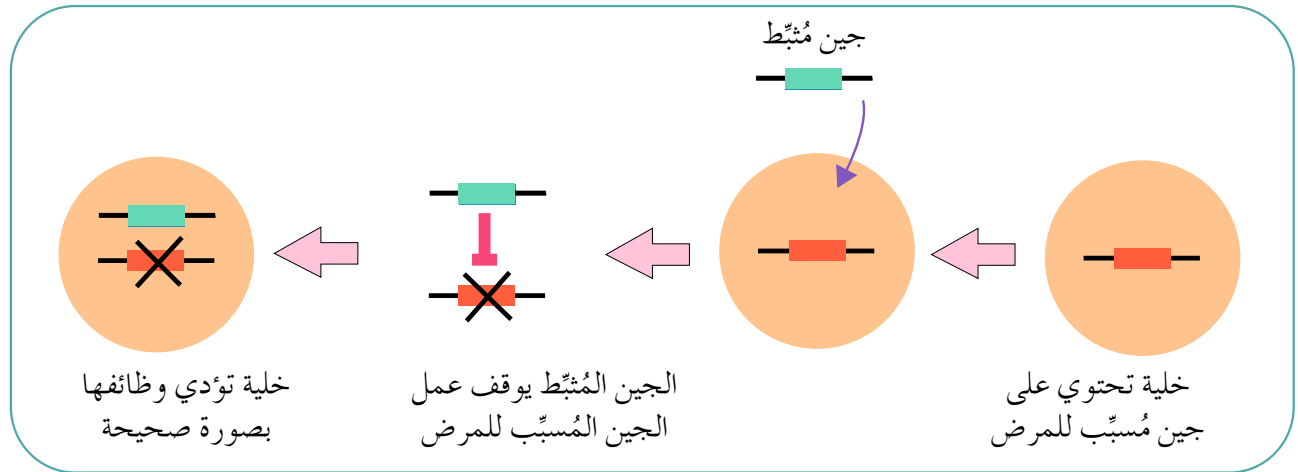 جين مُثبِّط
خلية تحتوي على
جين مُسبِّب للمرض
الجين المُثبِّط يوقف عمل
الجين المُسبِّب للمرض
خلية تؤدي وظائفها
بصورة صحيحة